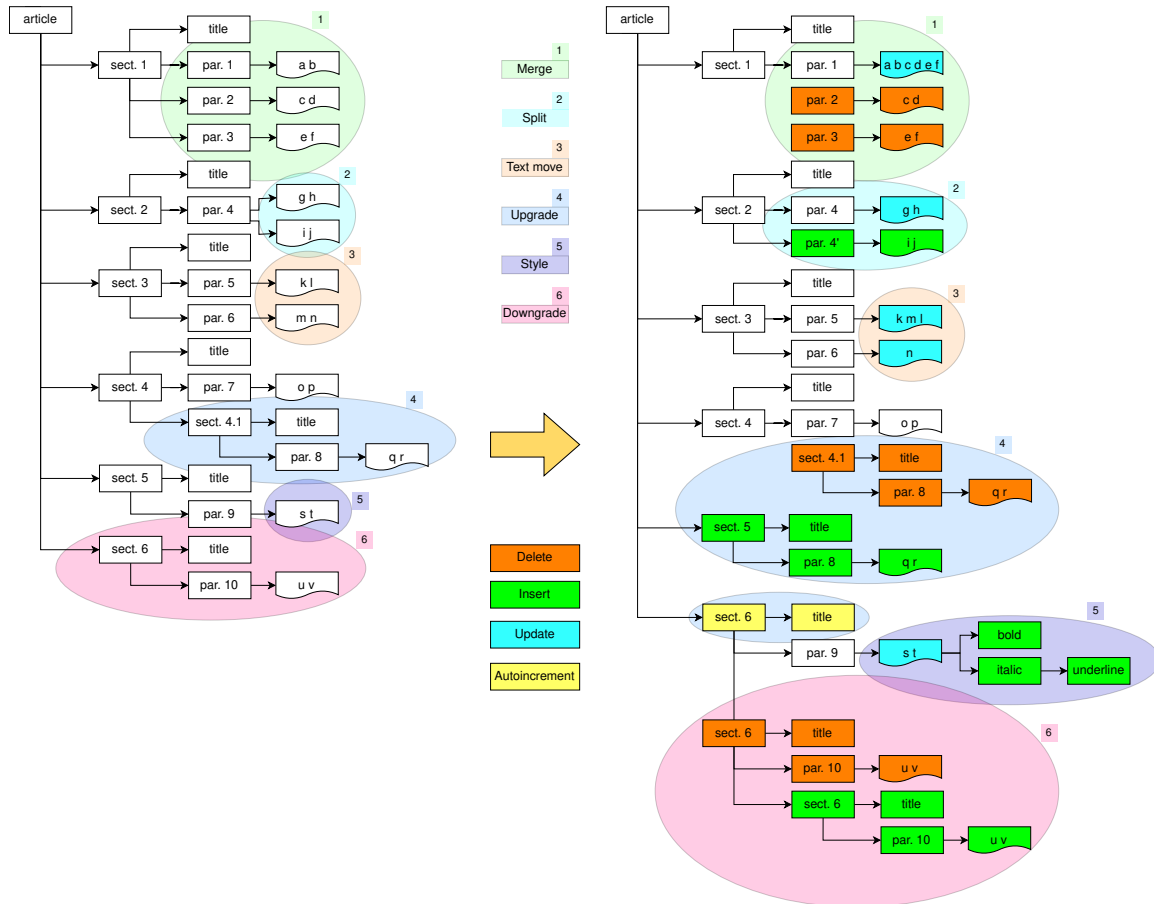 article
title
1
sect. 1
par. 1
a b
par. 2
c d
par. 3
e f
title
2
sect. 2
par. 4
g h
i j
title
3
sect. 3
par. 5
k l
par. 6
m n
title
sect. 4
par. 7
o p
4
sect. 4.1
title
par. 8
q r
sect. 5
title
5
par. 9
s t
6
sect. 6
title
par. 10
u v
1
Merge
2
Split
3
Text move
4
Upgrade
5
Style
6
Downgrade
Delete
Insert
Update
Autoincrement
article
title
1
sect. 1
par. 1
a b c d e f
par. 2
c d
par. 3
e f
title
2
sect. 2
par. 4
g h
par. 4'
i j
title
3
sect. 3
par. 5
k m l
par. 6
n
title
sect. 4
par. 7
o p
4
sect. 4.1
title
par. 8
q r
sect. 5
title
par. 8
q r
sect. 6
title
5
par. 9
s t
bold
italic
underline
6
sect. 6
title
par. 10
u v
sect. 6
title
par. 10
u v